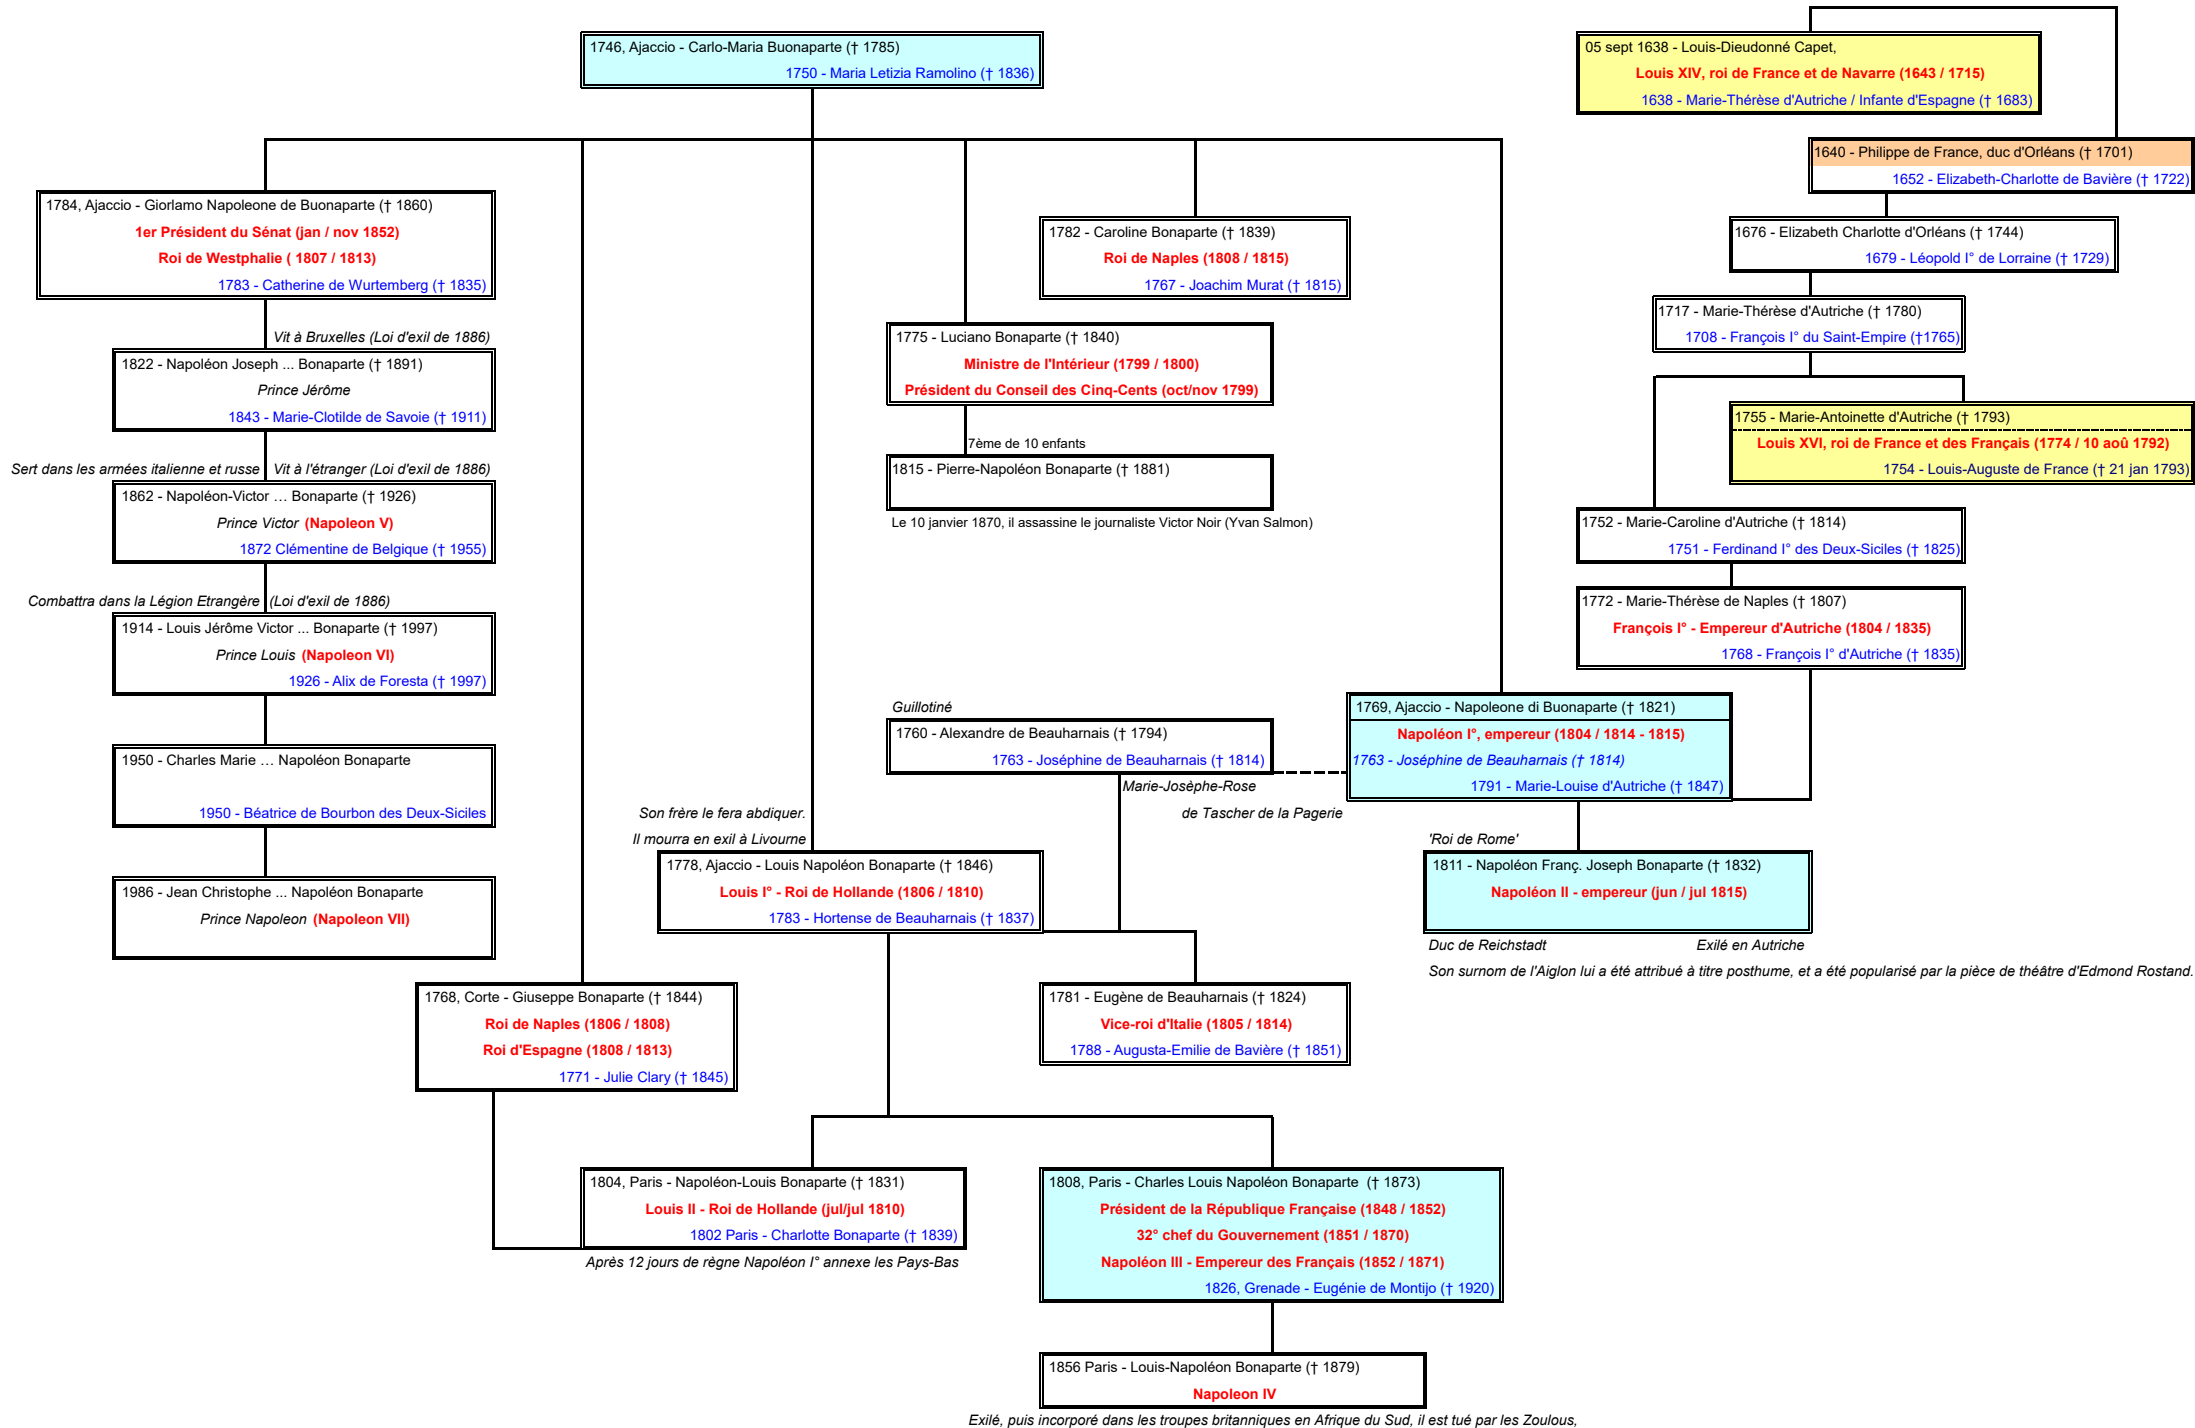 1746, Ajaccio - Carlo-Maria Buonaparte († 1785)
1750 - Maria Letizia Ramolino († 1836)
05 sept 1638 - Louis-Dieudonné Capet,
Louis XIV, roi de France et de Navarre (1643 / 1715)
1638 - Marie-Thérèse d'Autriche / Infante d'Espagne († 1683)
1640 - Philippe de France, duc d'Orléans († 1701)
1652 - Elizabeth-Charlotte de Bavière († 1722)
1784, Ajaccio - Giorlamo Napoleone de Buonaparte († 1860)
1er Président du Sénat (jan / nov 1852)
Roi de Westphalie ( 1807 / 1813)
1783 - Catherine de Wurtemberg († 1835)
1782 - Caroline Bonaparte († 1839)
Roi de Naples (1808 / 1815)
1767 - Joachim Murat († 1815)
1676 - Elizabeth Charlotte d'Orléans († 1744)
1679 - Léopold I° de Lorraine († 1729)
1717 - Marie-Thérèse d'Autriche († 1780)
1708 - François I° du Saint-Empire (†1765)
Vit à Bruxelles (Loi d'exil de 1886)
1822 - Napoléon Joseph ... Bonaparte († 1891)
Prince Jérôme
1843 - Marie-Clotilde de Savoie († 1911)
1775 - Luciano Bonaparte († 1840)
Ministre de l'Intérieur (1799 / 1800)
Président du Conseil des Cinq-Cents (oct/nov 1799)
1755 - Marie-Antoinette d'Autriche († 1793)
Louis XVI, roi de France et des Français (1774 / 10 aoû 1792)
1754 - Louis-Auguste de France († 21 jan 1793)
7ème de 10 enfants
1815 - Pierre-Napoléon Bonaparte († 1881)
Le 10 janvier 1870, il assassine le journaliste Victor Noir (Yvan Salmon)
Sert dans les armées italienne et russe
Vit à l'étranger (Loi d'exil de 1886)
1862 - Napoléon-Victor … Bonaparte († 1926)
Prince Victor (Napoleon V)
1872 Clémentine de Belgique († 1955)
1752 - Marie-Caroline d'Autriche († 1814)
1751 - Ferdinand I° des Deux-Siciles († 1825)
Combattra dans la Légion Etrangère
(Loi d'exil de 1886)
1914 - Louis Jérôme Victor ... Bonaparte († 1997)
Prince Louis (Napoleon VI)
1926 - Alix de Foresta († 1997)
1772 - Marie-Thérèse de Naples († 1807)
François I° - Empereur d'Autriche (1804 / 1835)
1768 - François I° d'Autriche († 1835)
Guillotiné
1760 - Alexandre de Beauharnais († 1794)
1763 - Joséphine de Beauharnais († 1814)
Marie-Josèphe-Rose
de Tascher de la Pagerie
1769, Ajaccio - Napoleone di Buonaparte († 1821)
Napoléon I°, empereur (1804 / 1814 - 1815)
1763 - Joséphine de Beauharnais († 1814)
1791 - Marie-Louise d'Autriche († 1847)
1950 - Charles Marie … Napoléon Bonaparte
1950 - Béatrice de Bourbon des Deux-Siciles
Son frère le fera abdiquer.
Il mourra en exil à Livourne
1778, Ajaccio - Louis Napoléon Bonaparte († 1846)
Louis I° - Roi de Hollande (1806 / 1810)
1783 - Hortense de Beauharnais († 1837)
'Roi de Rome'
1811 - Napoléon Franç. Joseph Bonaparte († 1832)
Napoléon II - empereur (jun / jul 1815)
Duc de Reichstadt
Exilé en Autriche
Son surnom de l'Aiglon lui a été attribué à titre posthume, et a été popularisé par la pièce de théâtre d'Edmond Rostand.
1986 - Jean Christophe ... Napoléon Bonaparte
Prince Napoleon (Napoleon VII)
1768, Corte - Giuseppe Bonaparte († 1844)
Roi de Naples (1806 / 1808)
Roi d'Espagne (1808 / 1813)
1771 - Julie Clary († 1845)
1781 - Eugène de Beauharnais († 1824)
Vice-roi d'Italie (1805 / 1814)
1788 - Augusta-Emilie de Bavière († 1851)
1804, Paris - Napoléon-Louis Bonaparte († 1831)
Louis II - Roi de Hollande (jul/jul 1810)
1802 Paris - Charlotte Bonaparte († 1839)
Après 12 jours de règne Napoléon I° annexe les Pays-Bas
1808, Paris - Charles Louis Napoléon Bonaparte († 1873)
Président de la République Française (1848 / 1852)
32° chef du Gouvernement (1851 / 1870)
Napoléon III - Empereur des Français (1852 / 1871)
1826, Grenade - Eugénie de Montijo († 1920)
1856 Paris - Louis-Napoléon Bonaparte († 1879)
Napoleon IV
Exilé, puis incorporé dans les troupes britanniques en Afrique du Sud, il est tué par les Zoulous,